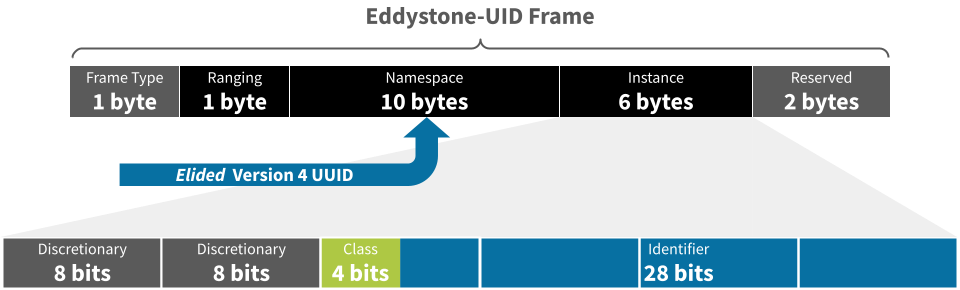 Eddystone-UID Frame
Frame Type
1 byte
Ranging
1 byte
Namespace
10 bytes
Instance
6 bytes
Reserved
2 bytes
Elided Version 4 UUID
Discretionary
8 bits
Discretionary
8 bits
Class
4 bits
Identifier
28 bits